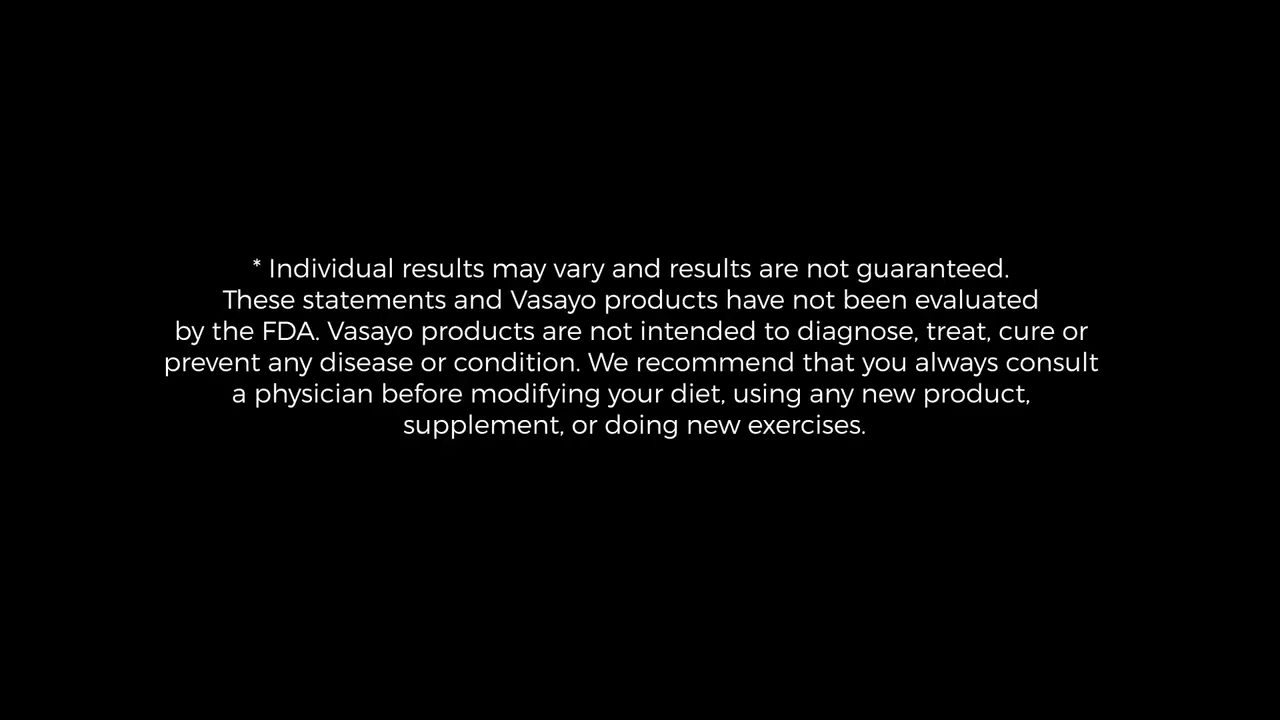 * Individual results may vary and results are not guaranteed.
These statements and Vasayo products have not been evaluated
by the FDA. Vasayo products are not intended to diagnose, treat, cure or
prevent any disease or condition. We recommend that you always consult
a physician before modifying your diet, using any new product,
supplement, or doing new exercises.